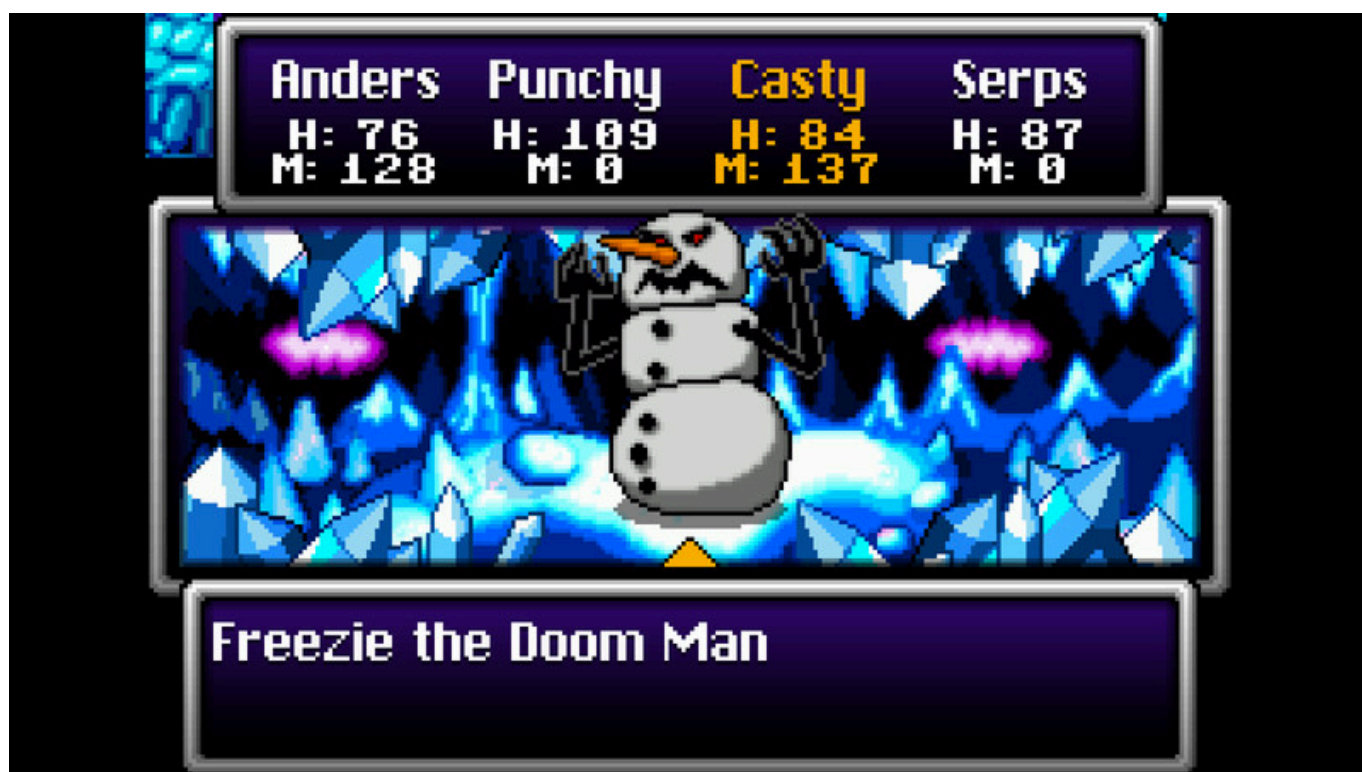 Anders Punchy Casty Serps
H: 76 H: 109 H: 84 H: 87
M: 128 M: 0 M: 137 M: 0
Freezie the Doom Man